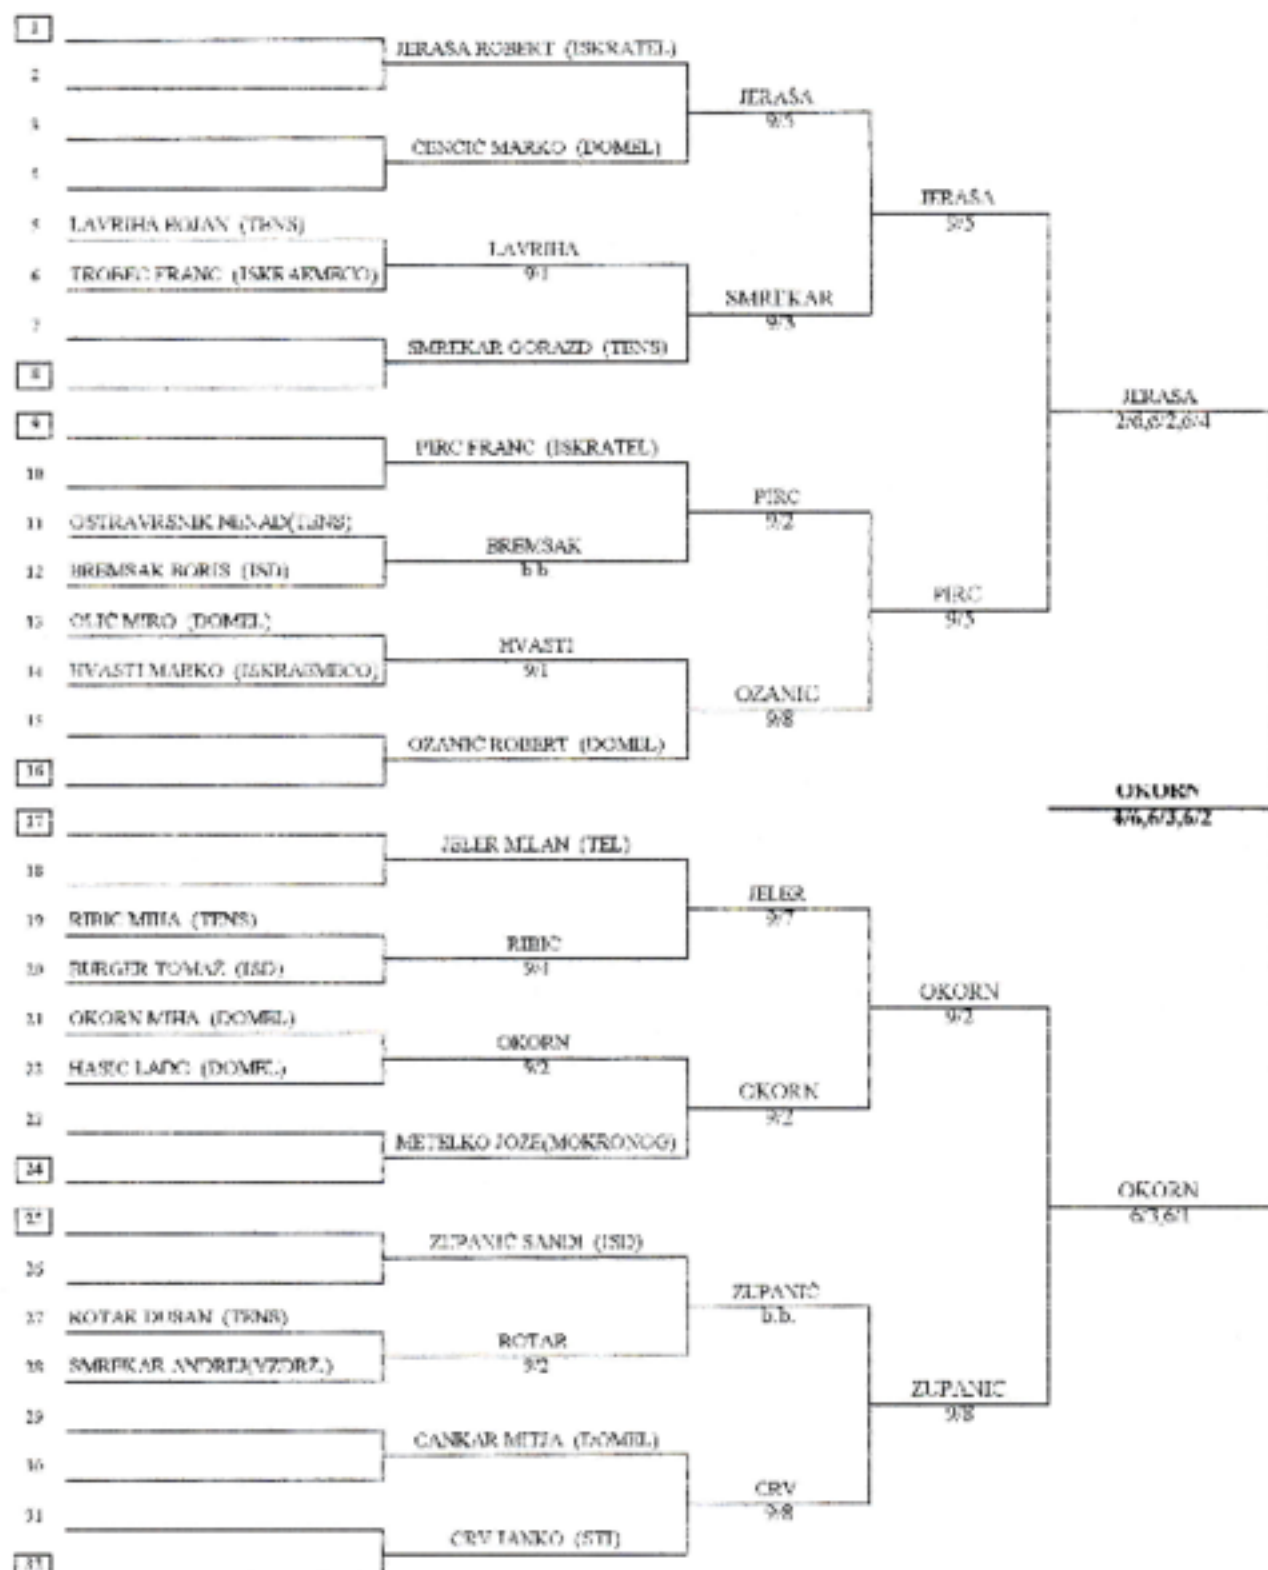 1
JERAŠA ROBERT (ISKRATEL)
2
JERAŠA
9/5
3
ČENČIČ MARKO (DOMEL)
4
JERAŠA
9/5
5 LAVRIHA BOJAN (TENS)
LAVRIHA
9/1
6 TROBEC FRANC (ISKRAEMECO)
SMREKAR
9/3
7
SMREKAR GORAZD (TENS)
8
JERAŠA
2/6,6/2,6/4
9
PIRC FRANC (ISKRATEL)
10
PIRC
9/2
11 OSTRAVRŠNIK NENAD(TENS)
BREMŠAK
b.b.
12 BREMŠAK BORIS (ISD)
PIRC
9/5
13 OLIČ MIRO (DOMEL)
HVASTI
9/1
14 HVASTI MARKO (ISKRAEMECO)
OZANIČ
9/8
15
OZANIČ ROBERT (DOMEL)
16
OKORN
4/6,6/3,6/2
17
JELER MILAN (TEL)
18
JELER
9/7
19 RIBIČ MIHA (TENS)
RIBIČ
9/4
20 BURGER TOMAŽ (ISD)
OKORN
9/2
21 OKORN MIHA (DOMEL)
OKORN
9/2
22 HASIČ LADO (DOMEL)
OKORN
9/2
23
METELKO JOŽE(MOKRONOG)
24
OKORN
6/3,6/1
25
ZUPANIČ SANDI (ISD)
26
ZUPANIČ
b.b.
27 ROTAR DUŠAN (TENS)
ROTAR
9/2
28 SMREKAR ANDREJ(VZDRŽ.)
ZUPANIČ
9/8
29
CANKAR MITJA (DOMEL)
30
CRV
9/8
31
CRV JANKO (STI)
32